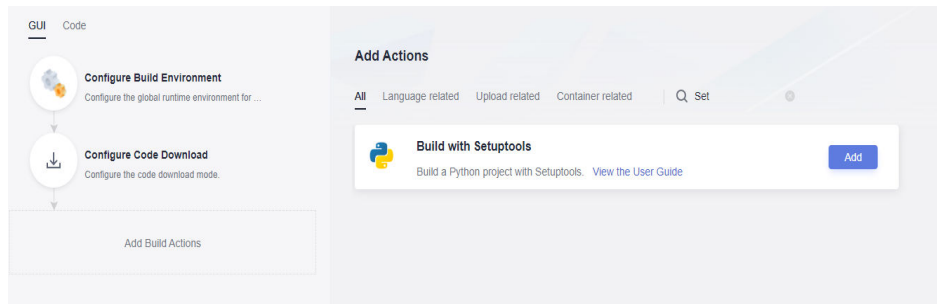 GUI Code
Configure Build Environment
Configure the global runtime environment for ...
Configure Code Download
Configure the code download mode.
Add Build Actions
Add Actions
All Language related Upload related Container related Set
Build with Setuptools
Build a Python project with Setuptools. View the User Guide
Add